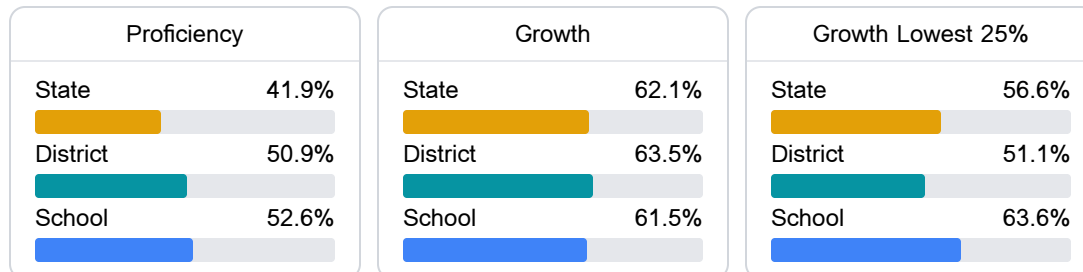 Proficiency
State 41.9%
District 50.9%
School 52.6%
Growth
State 62.1%
District 63.5%
School 61.5%
Growth Lowest 25%
State 56.6%
District 51.1%
School 63.6%